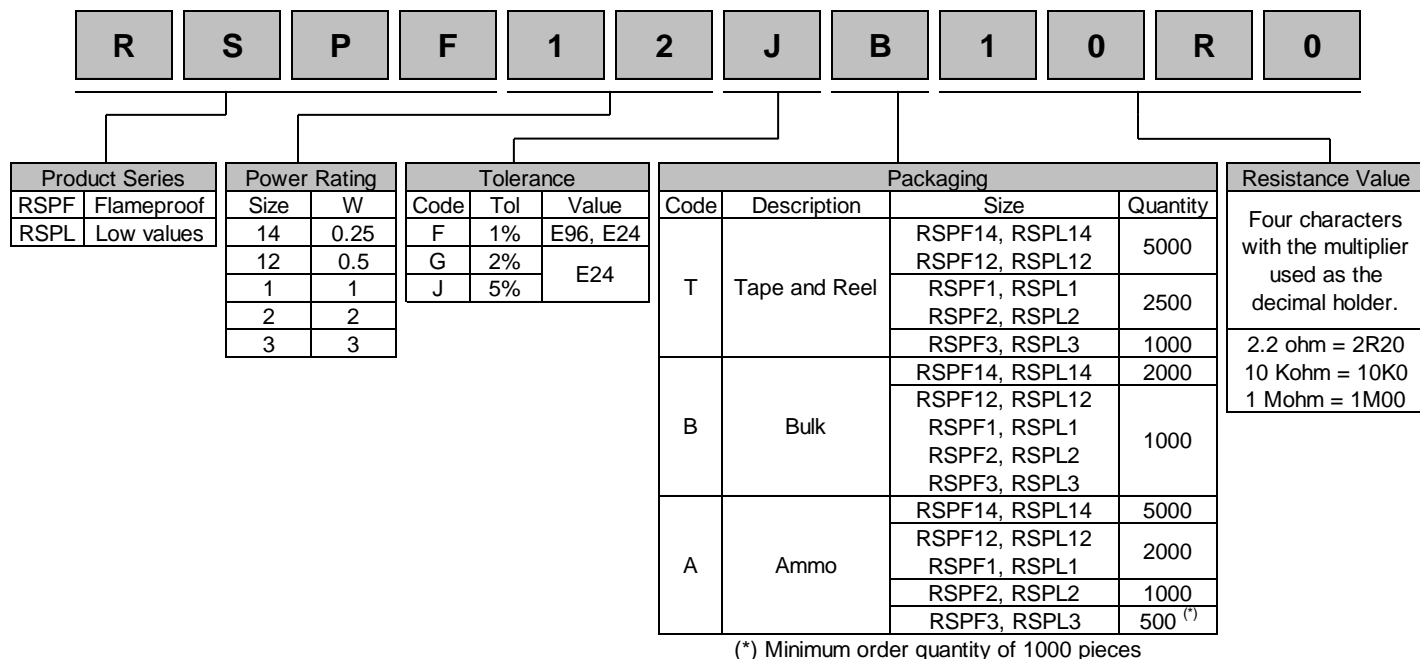 R S P F 1 2 J B 1 0 R 0
Product Series
RSPF Flameproof
RSPL Low values
Power Rating
Size W
14 0.25
12 0.5
1 1
2 2
3 3
Tolerance
Code Tol Value
F 1% E96, E24
G 2% E24
J 5%
Packaging
Code Description Size Quantity
T Tape and Reel
RSPF14, RSPL14
RSPF12, RSPL12
5000
RSPF1, RSPL1
RSPF2, RSPL2
2500
RSPF3, RSPL3 1000
B Bulk
RSPF14, RSPL14 2000
RSPF12, RSPL12
RSPF1, RSPL1
RSPF2, RSPL2
RSPF3, RSPL3
1000
A Ammo
RSPF14, RSPL14 5000
RSPF12, RSPL12
RSPF1, RSPL1
2000
RSPF2, RSPL2 1000
RSPF3, RSPL3 500 (*)
(*) Minimum order quantity of 1000 pieces
Resistance Value
Four characters
with the multiplier
used as the
decimal holder.
2.2 ohm = 2R20
10 Kohm = 10K0
1 Mohm = 1M00